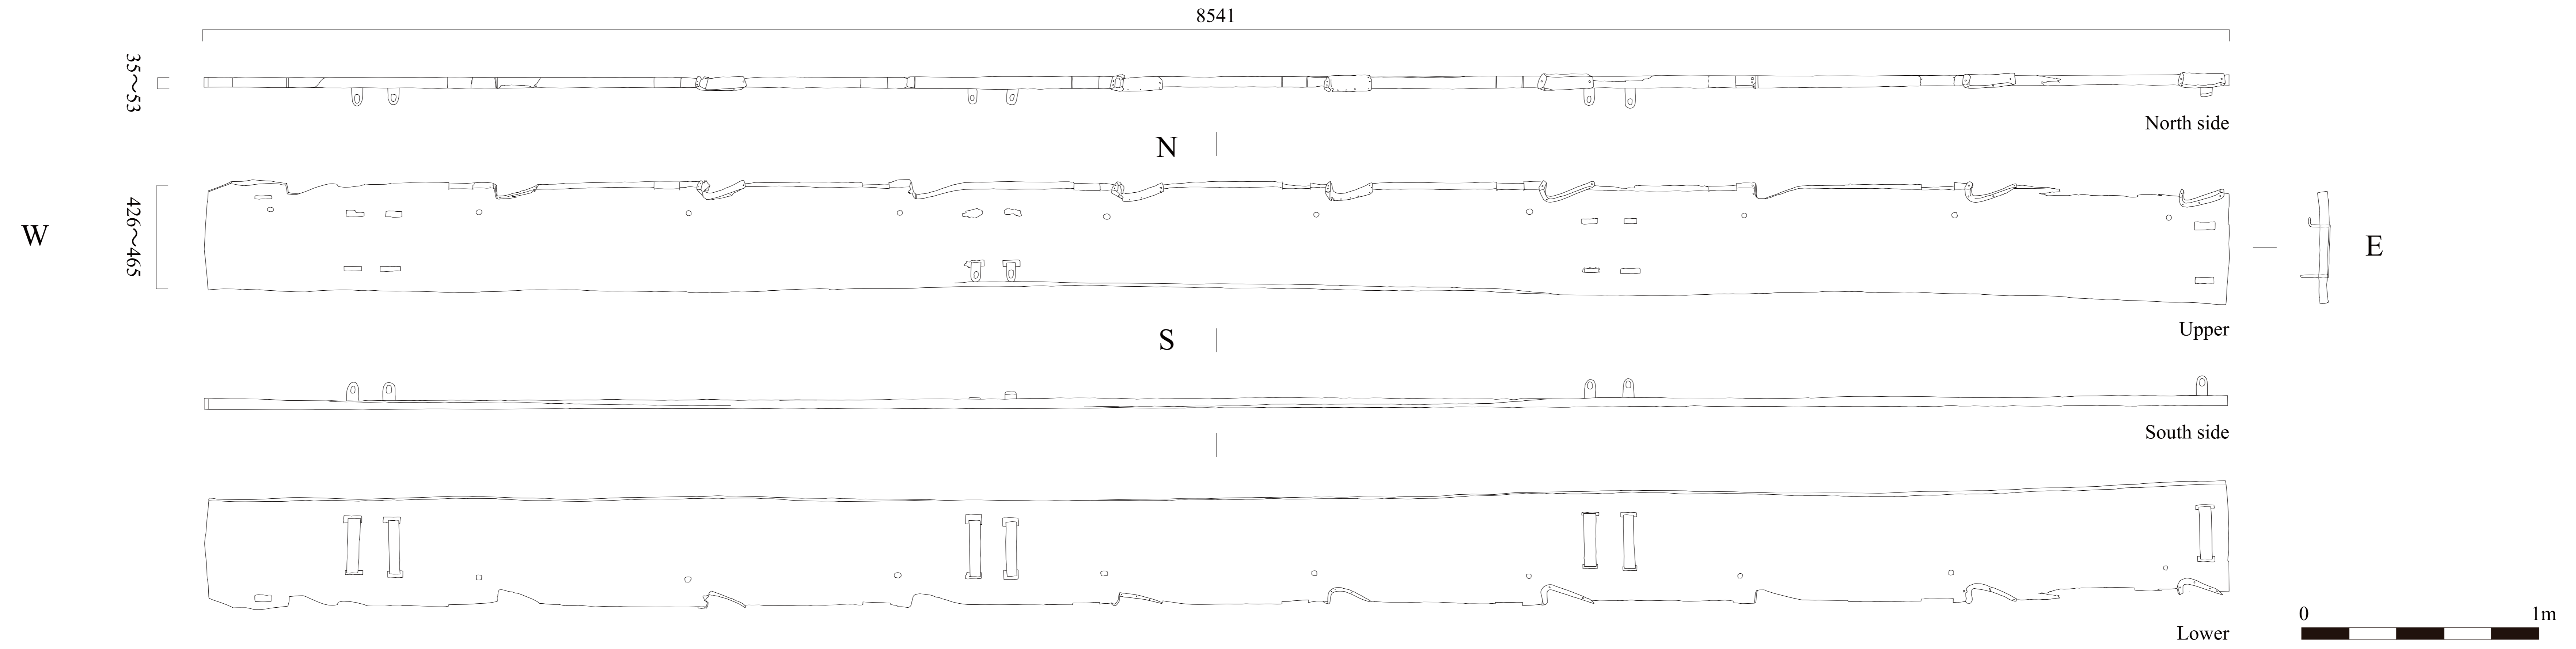 8541
35～53
North side
N
W
426～465
E
Upper
S
South side
0 1m
Lower